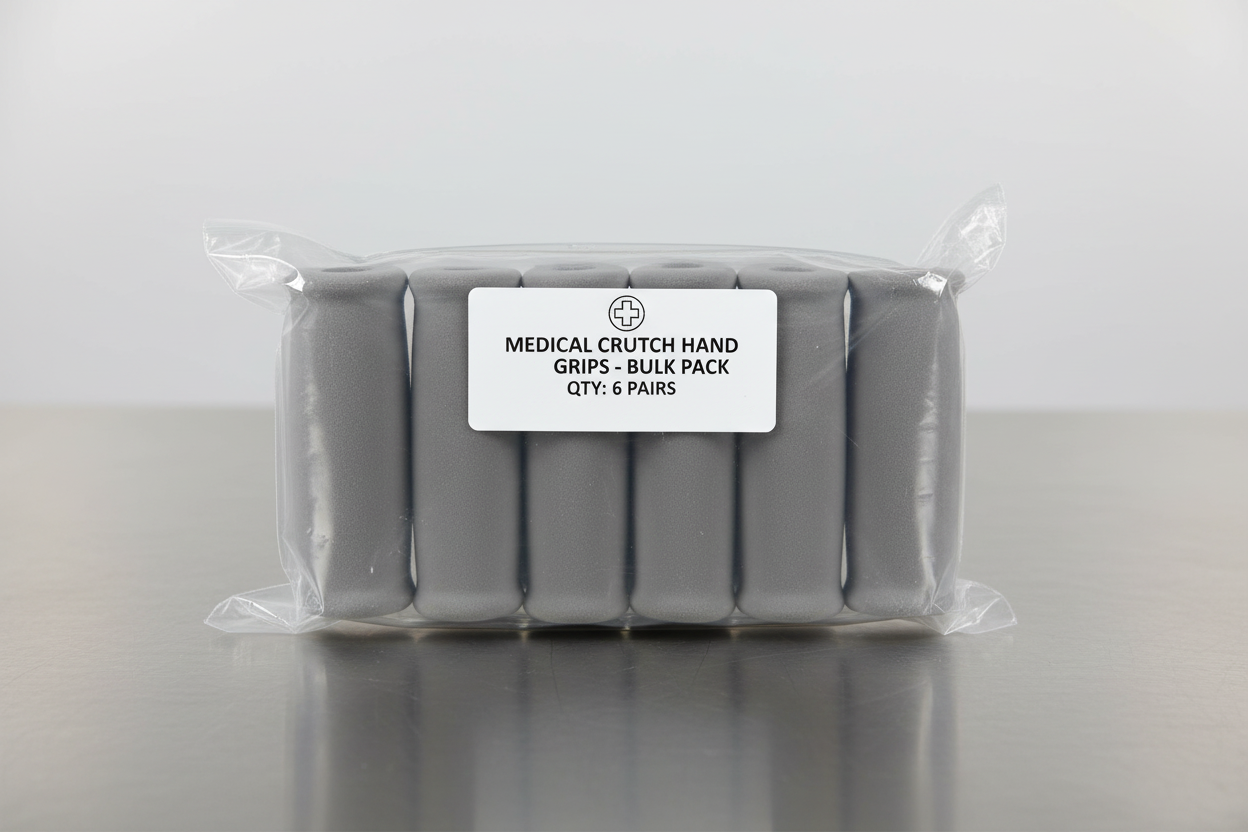 MEDICAL CRUTCH HAND
GRIPS - BULK PACK
QTY: 6 PAIRS